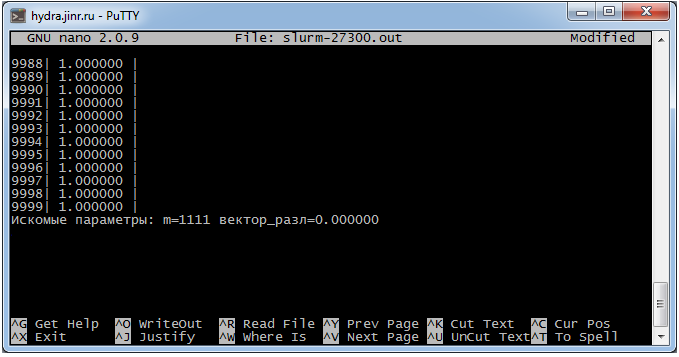 hydra.jinr.ru - PuTTY
GNU nano 2.0.9 File: slurm-27300.out Modified
9988| 1.000000 |
9989| 1.000000 |
9990| 1.000000 |
9991| 1.000000 |
9992| 1.000000 |
9993| 1.000000 |
9994| 1.000000 |
9995| 1.000000 |
9996| 1.000000 |
9997| 1.000000 |
9998| 1.000000 |
9999| 1.000000 |
Искомые параметры: m=1111 вектор_разл=0.000000
^G Get Help ^O WriteOut ^R Read File ^Y Prev Page ^K Cut Text ^C Cur Pos
^X Exit ^J Justify ^W Where Is ^V Next Page ^U UnCut Text ^T To Spell